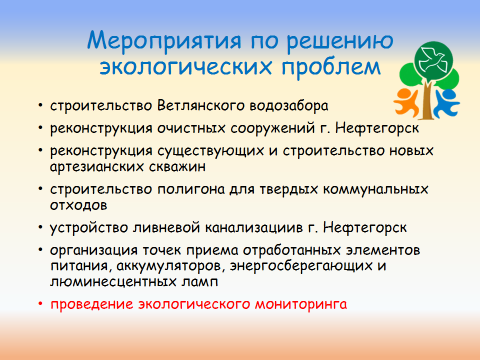 Мероприятия по решению
экологических проблем
• строительство Ветлянского водозабора
• реконструкция очистных сооружений г. Нефтегорск
• реконструкция существующих и строительство новых
артезианских скважин
• строительство полигона для твердых коммунальных
отходов
• устройство ливневой канализациив г. Нефтегорск
• организация точек приема отработанных элементов
питания, аккумуляторов, энергосберегающих и
люминесцентных ламп
• проведение экологического мониторинга